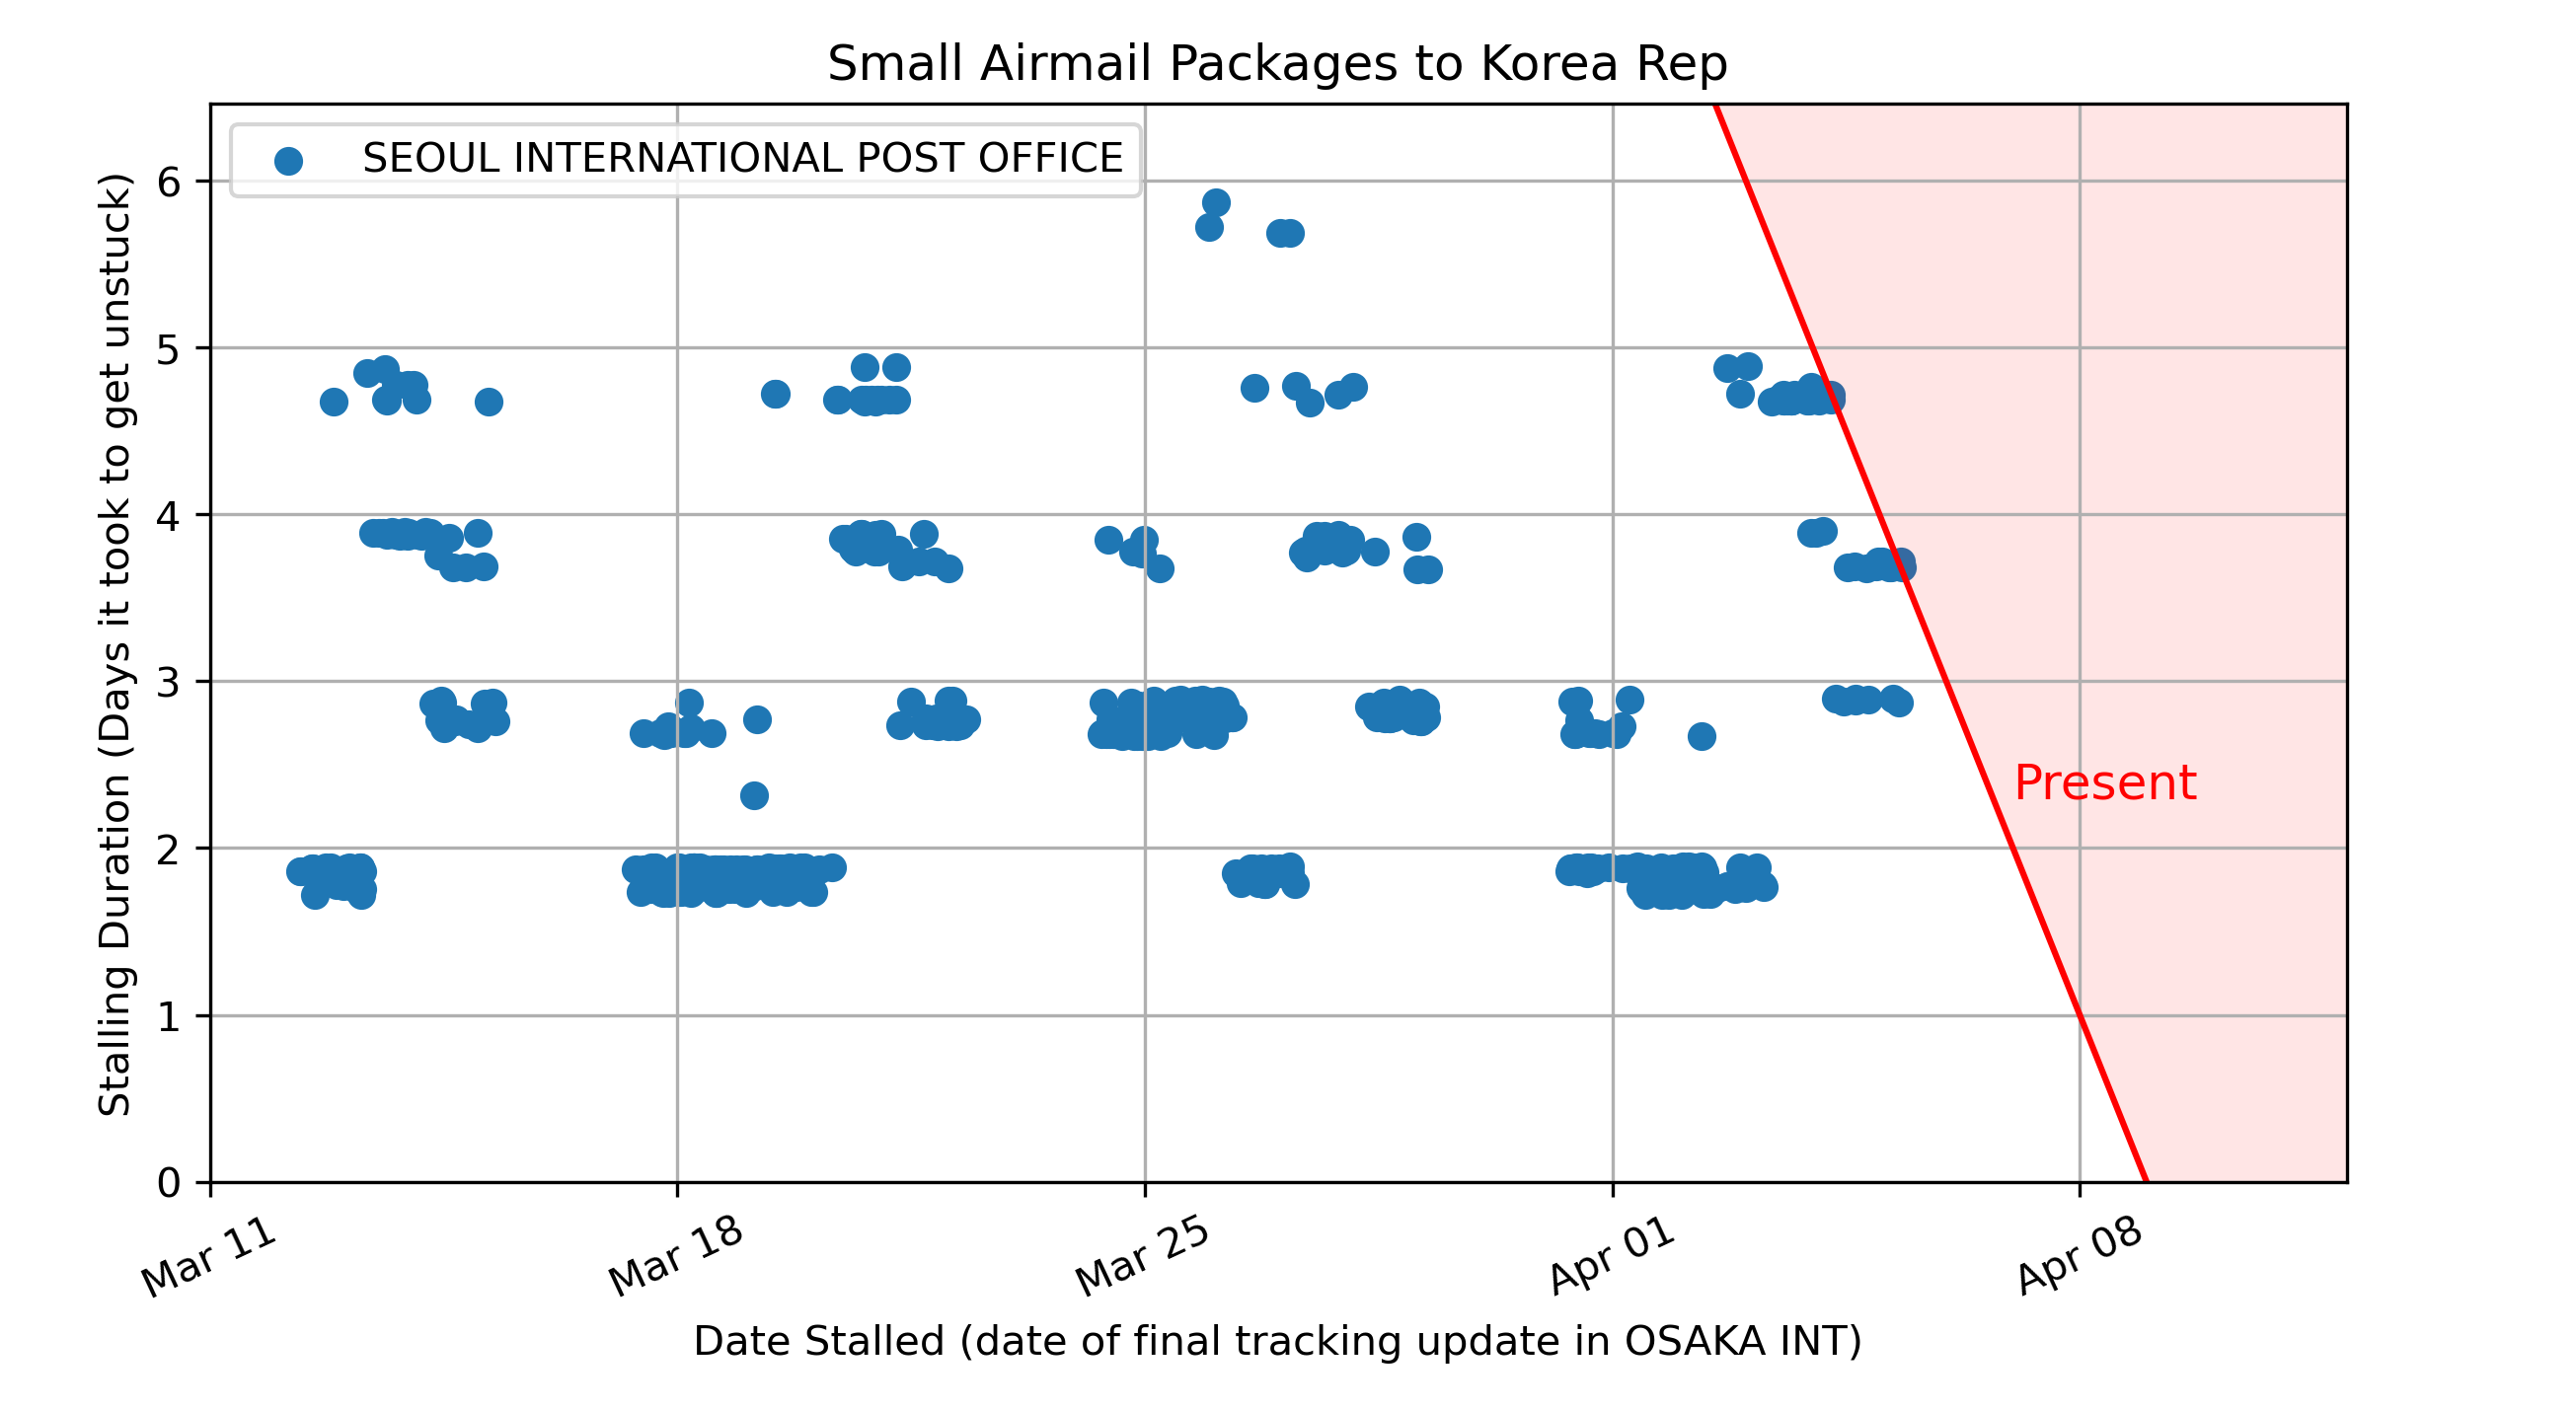 Small Airmail Packages to Korea Rep
SEOUL INTERNATIONAL POST OFFICE
Stalling Duration (Days it took to get unstuck)
6
5
4
3
2
1
0
Present
Mar 11
Mar 18
Mar 25
Apr 01
Apr 08
Date Stalled (date of final tracking update in OSAKA INT)